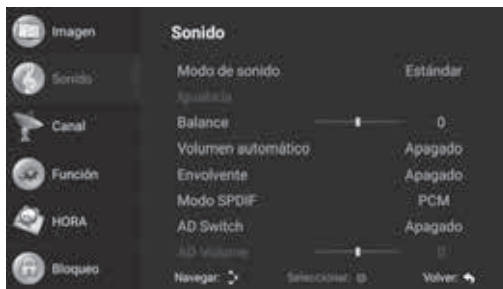 Imagen
Sonido
Canal
Función
HORA
Bloqueo
Sonido
Modo de sonido Estándar
Balance 0
Volumen automático Apagado
Envolvente Apagado
Modo SPDIF PCM
AD Switch Apagado
AD Volume 0
Navegar: Seleccionar: Volver: